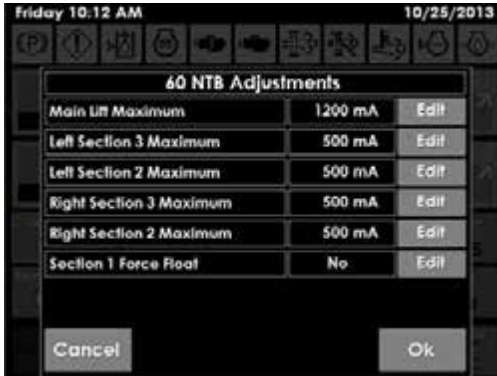 Friday 10:12 AM 10/25/2013
(P)
60 NTB Adjustments
Main Lift Maximum 1200 mA Edit
Left Section 3 Maximum 500 mA Edit
Left Section 2 Maximum 500 mA Edit
Right Section 3 Maximum 500 mA Edit
Right Section 2 Maximum 500 mA Edit
Section 1 Force Float No Edit
Cancel Ok